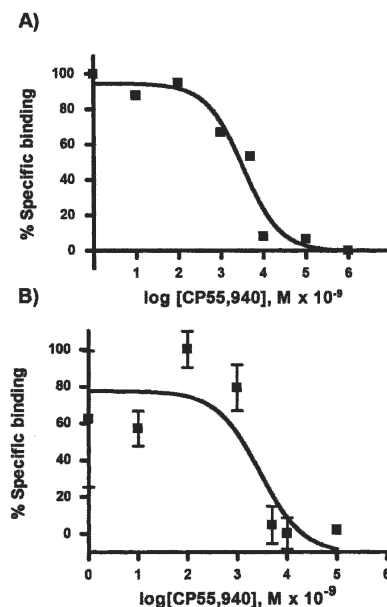 A)
100
80
60
40
20
0
% Specific binding
1 2 3 4 5 6
log [CP55,940], M x 10-9
B)
100
80
60
40
20
0
% Specific binding
0 1 2 3 4 5 6
log[CP55,940], M x 10-9